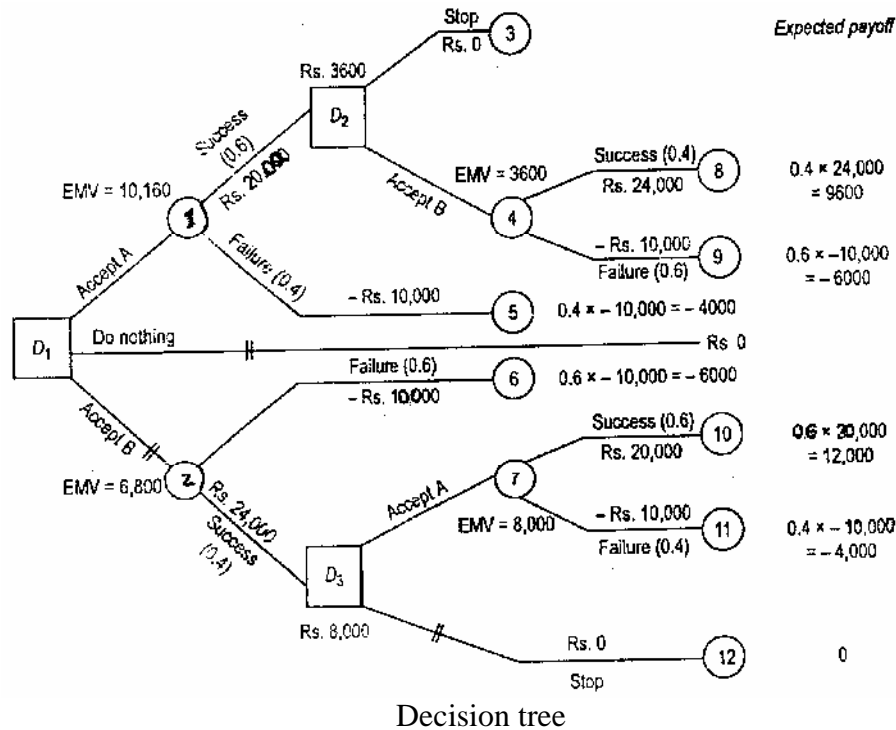 Stop
Rs. 0
3
Expected payoff
Rs. 3600
D2
Success
(0.6)
Rs. 20.000
Accept B
EMV = 3600
4
Success (0.4)
Rs. 24,000
8
0.4 × 24,000
= 9600
– Rs. 10,000
Failure (0.6)
9
0.6 × –10,000
= – 6000
EMV = 10,160
1
Accept A
Failure (0.4)
– Rs. 10,000
5
0.4 × – 10,000 = – 4000
D1
Do nothing
Rs 0
Failure (0.6)
– Rs. 10,000
6
0.6 × – 10,000 = – 6000
Accept B
EMV = 6,800
2
Rs. 24,000
Success
(0.4)
Accept A
7
EMV = 8,000
Success (0.6)
Rs. 20,000
10
0.6 × 20,000
= 12,000
– Rs. 10,000
Failure (0.4)
11
0.4 × – 10,000
= – 4,000
D3
Rs. 8,000
Rs. 0
Stop
12
0
Decision tree